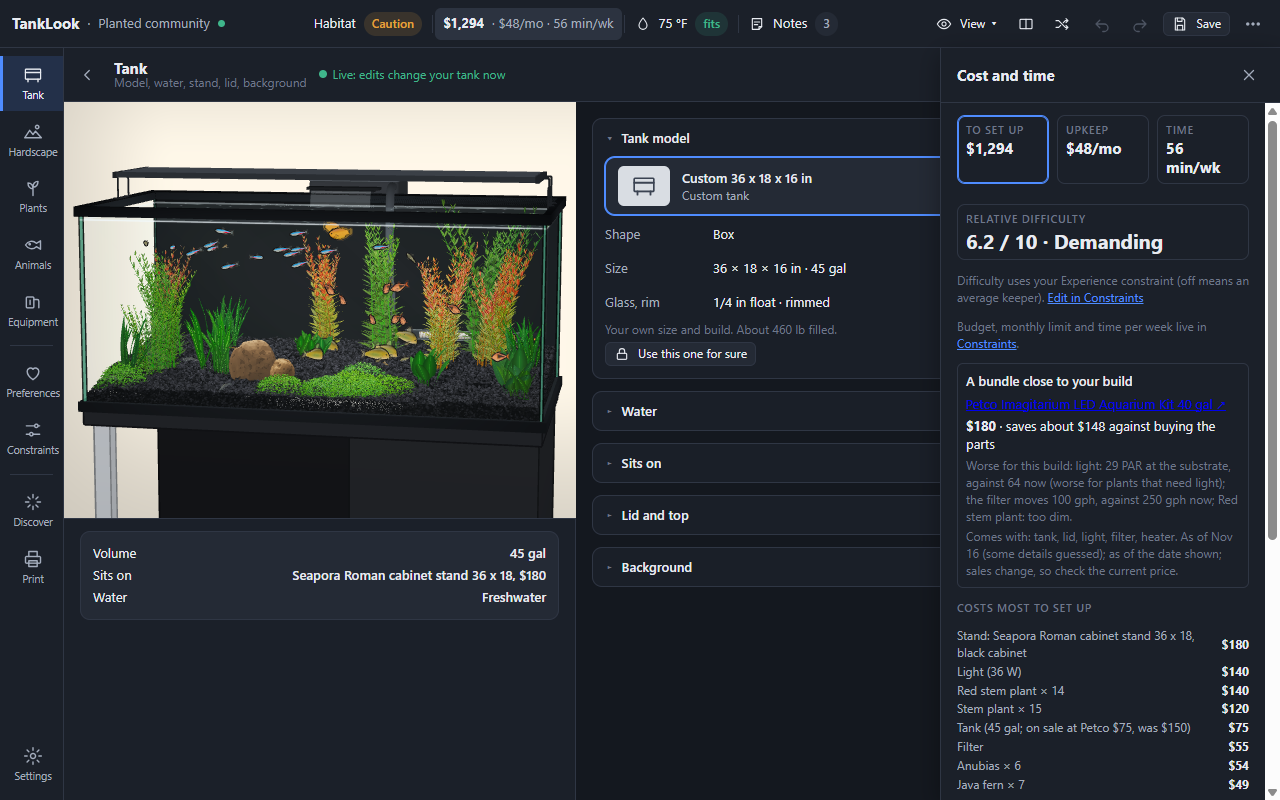 TankLook · Planted community
Habitat Caution $1,294 · $48/mo · 56 min/wk 75 °F fits Notes 3 View Save
Tank
Hardscape
Plants
Animals
Equipment
Preferences
Constraints
Discover
Print
Settings
Tank
Model, water, stand, lid, background
Live: edits change your tank now
Volume 45 gal
Sits on Seapora Roman cabinet stand 36 x 18, $180
Water Freshwater
Tank model
Custom 36 x 18 x 16 in
Custom tank
Shape Box
Size 36 × 18 × 16 in · 45 gal
Glass, rim 1/4 in float · rimmed
Your own size and build. About 460 lb filled.
Use this one for sure
Water
Sits on
Lid and top
Background
Cost and time
TO SET UP
$1,294
UPKEEP
$48/mo
TIME
56
min/wk
RELATIVE DIFFICULTY
6.2 / 10 · Demanding
Difficulty uses your Experience constraint (off means an
average keeper). Edit in Constraints
Budget, monthly limit and time per week live in
Constraints.
A bundle close to your build
Petco Imagitarium LED Aquarium Kit 40 gal ↗
$180 · saves about $148 against buying the
parts
Worse for this build: light: 29 PAR at the substrate,
against 64 now (worse for plants that need light);
the filter moves 100 gph, against 250 gph now; Red
stem plant: too dim.
Comes with: tank, lid, light, filter, heater. As of Nov
16 (some details guessed); as of the date shown;
sales change, so check the current price.
COSTS MOST TO SET UP
Stand: Seapora Roman cabinet stand 36 x 18,
black cabinet $180
Light (36 W) $140
Red stem plant × 14 $140
Stem plant × 15 $120
Tank (45 gal; on sale at Petco $75, was $150) $75
Filter $55
Anubias × 6 $54
Java fern × 7 $49